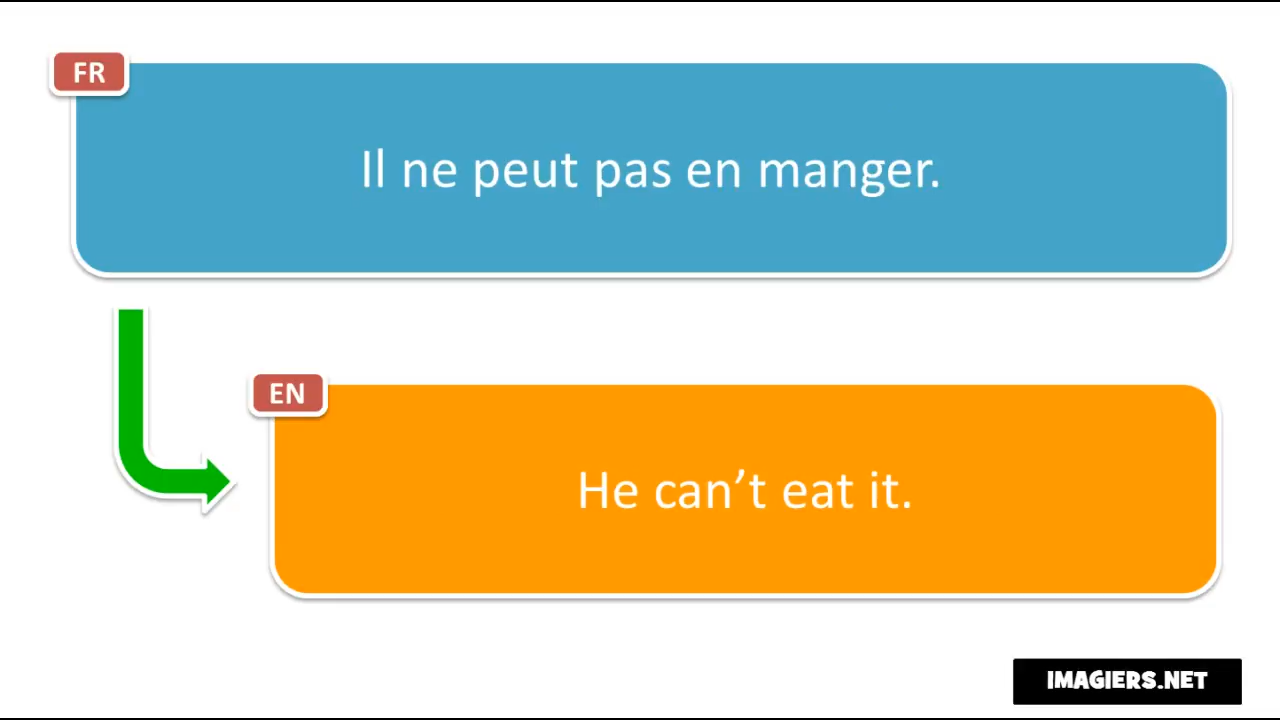 FR
Il ne peut pas en manger.
EN
He can’t eat it.
IMAGIERS.NET